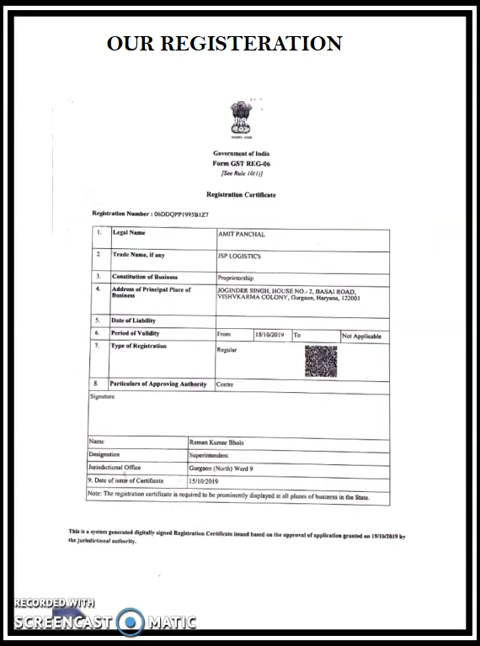 OUR REGISTERATION
Government of India
Form GST REG-06
[See Rule 10(1)]
Registration Certificate
Registration Number : 06DDQPP1995B1Z7
1. Legal Name AMIT PANCHAL
2. Trade Name, if any JSP LOGISTICS
3. Constitution of Business Proprietorship
4. Address of Principal Place of Business JOGINDER SINGH, HOUSE NO.- 2, BASAI ROAD, VISHVKARMA COLONY, Gurgaon, Haryana, 122001
5. Date of Liability
6. Period of Validity From 15/10/2019 To Not Applicable
7. Type of Registration Regular
8. Particulars of Approving Authority Centre
Signature
Name Raman Kumar Bhola
Designation Superintendent
Jurisdictional Office Gurgaon (North) Ward 9
9. Date of issue of Certificate 15/10/2019
Note: The registration certificate is required to be prominently displayed at all places of business in the State.
This is a system generated digitally signed Registration Certificate issued based on the approval of application granted on 15/10/2019 by
the jurisdictional authority.
RECORDED WITH
SCREENCAST MATIC